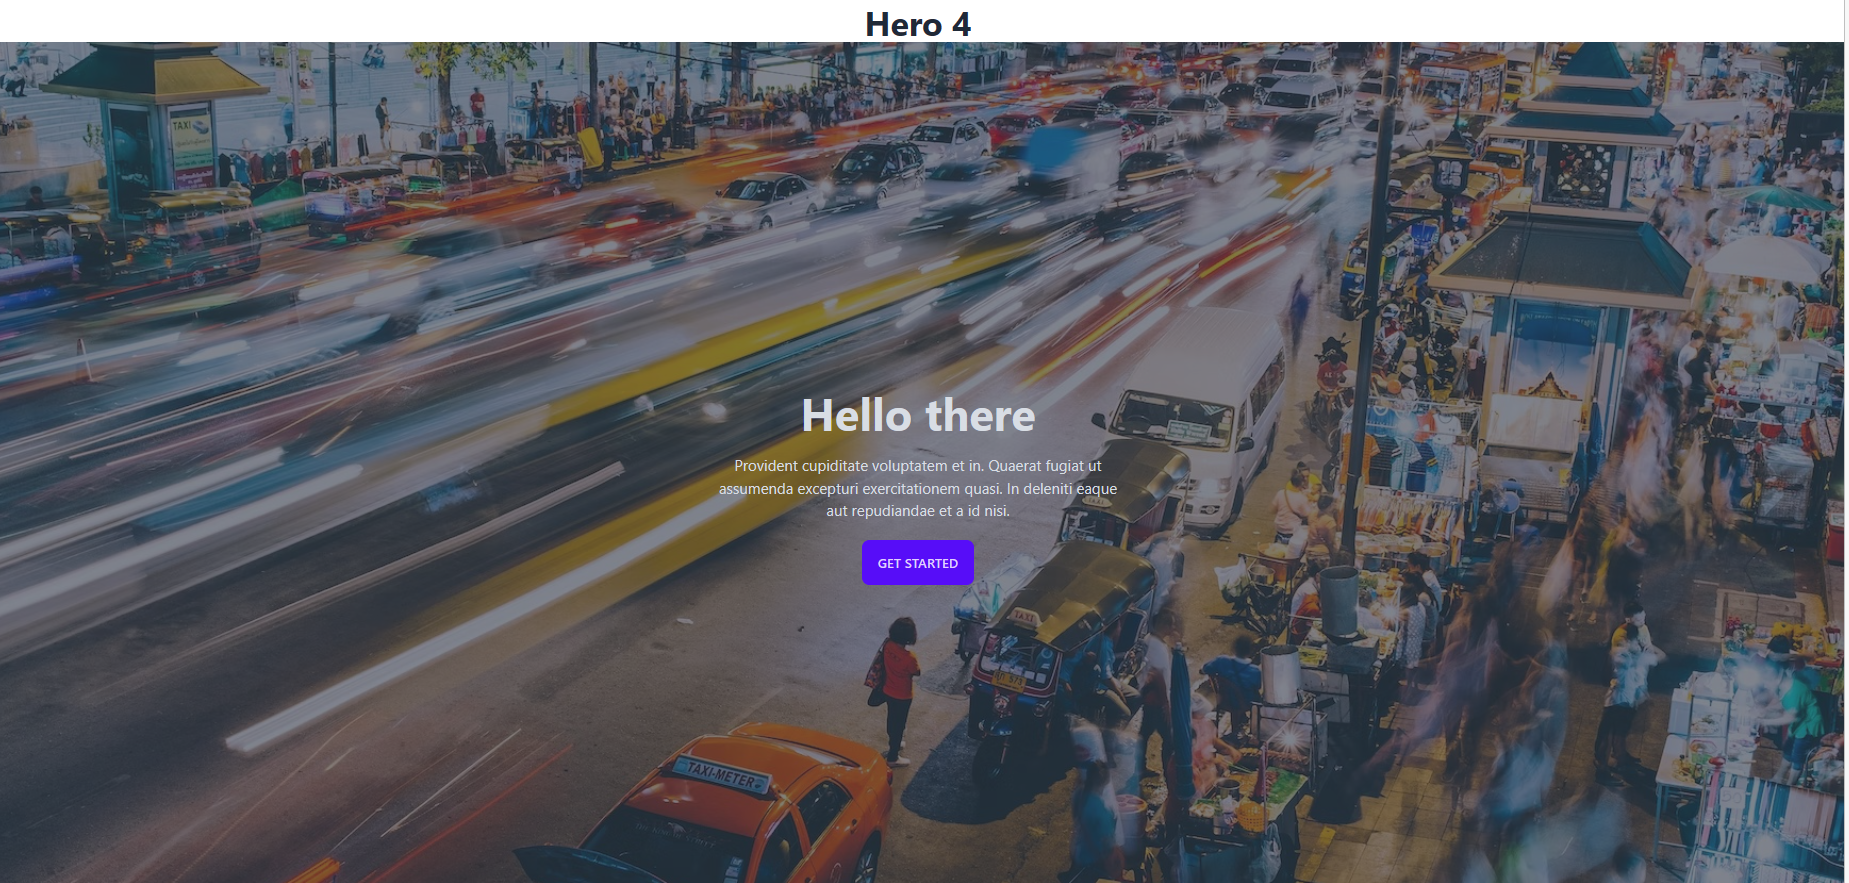 Hero 4
TAXI
Hello there
Provident cupiditate voluptatem et in. Quaerat fugiat ut
assumenda excepturi exercitationem quasi. In deleniti eaque
aut repudiandae et a id nisi.
GET STARTED
TAXI
TAXI-METER